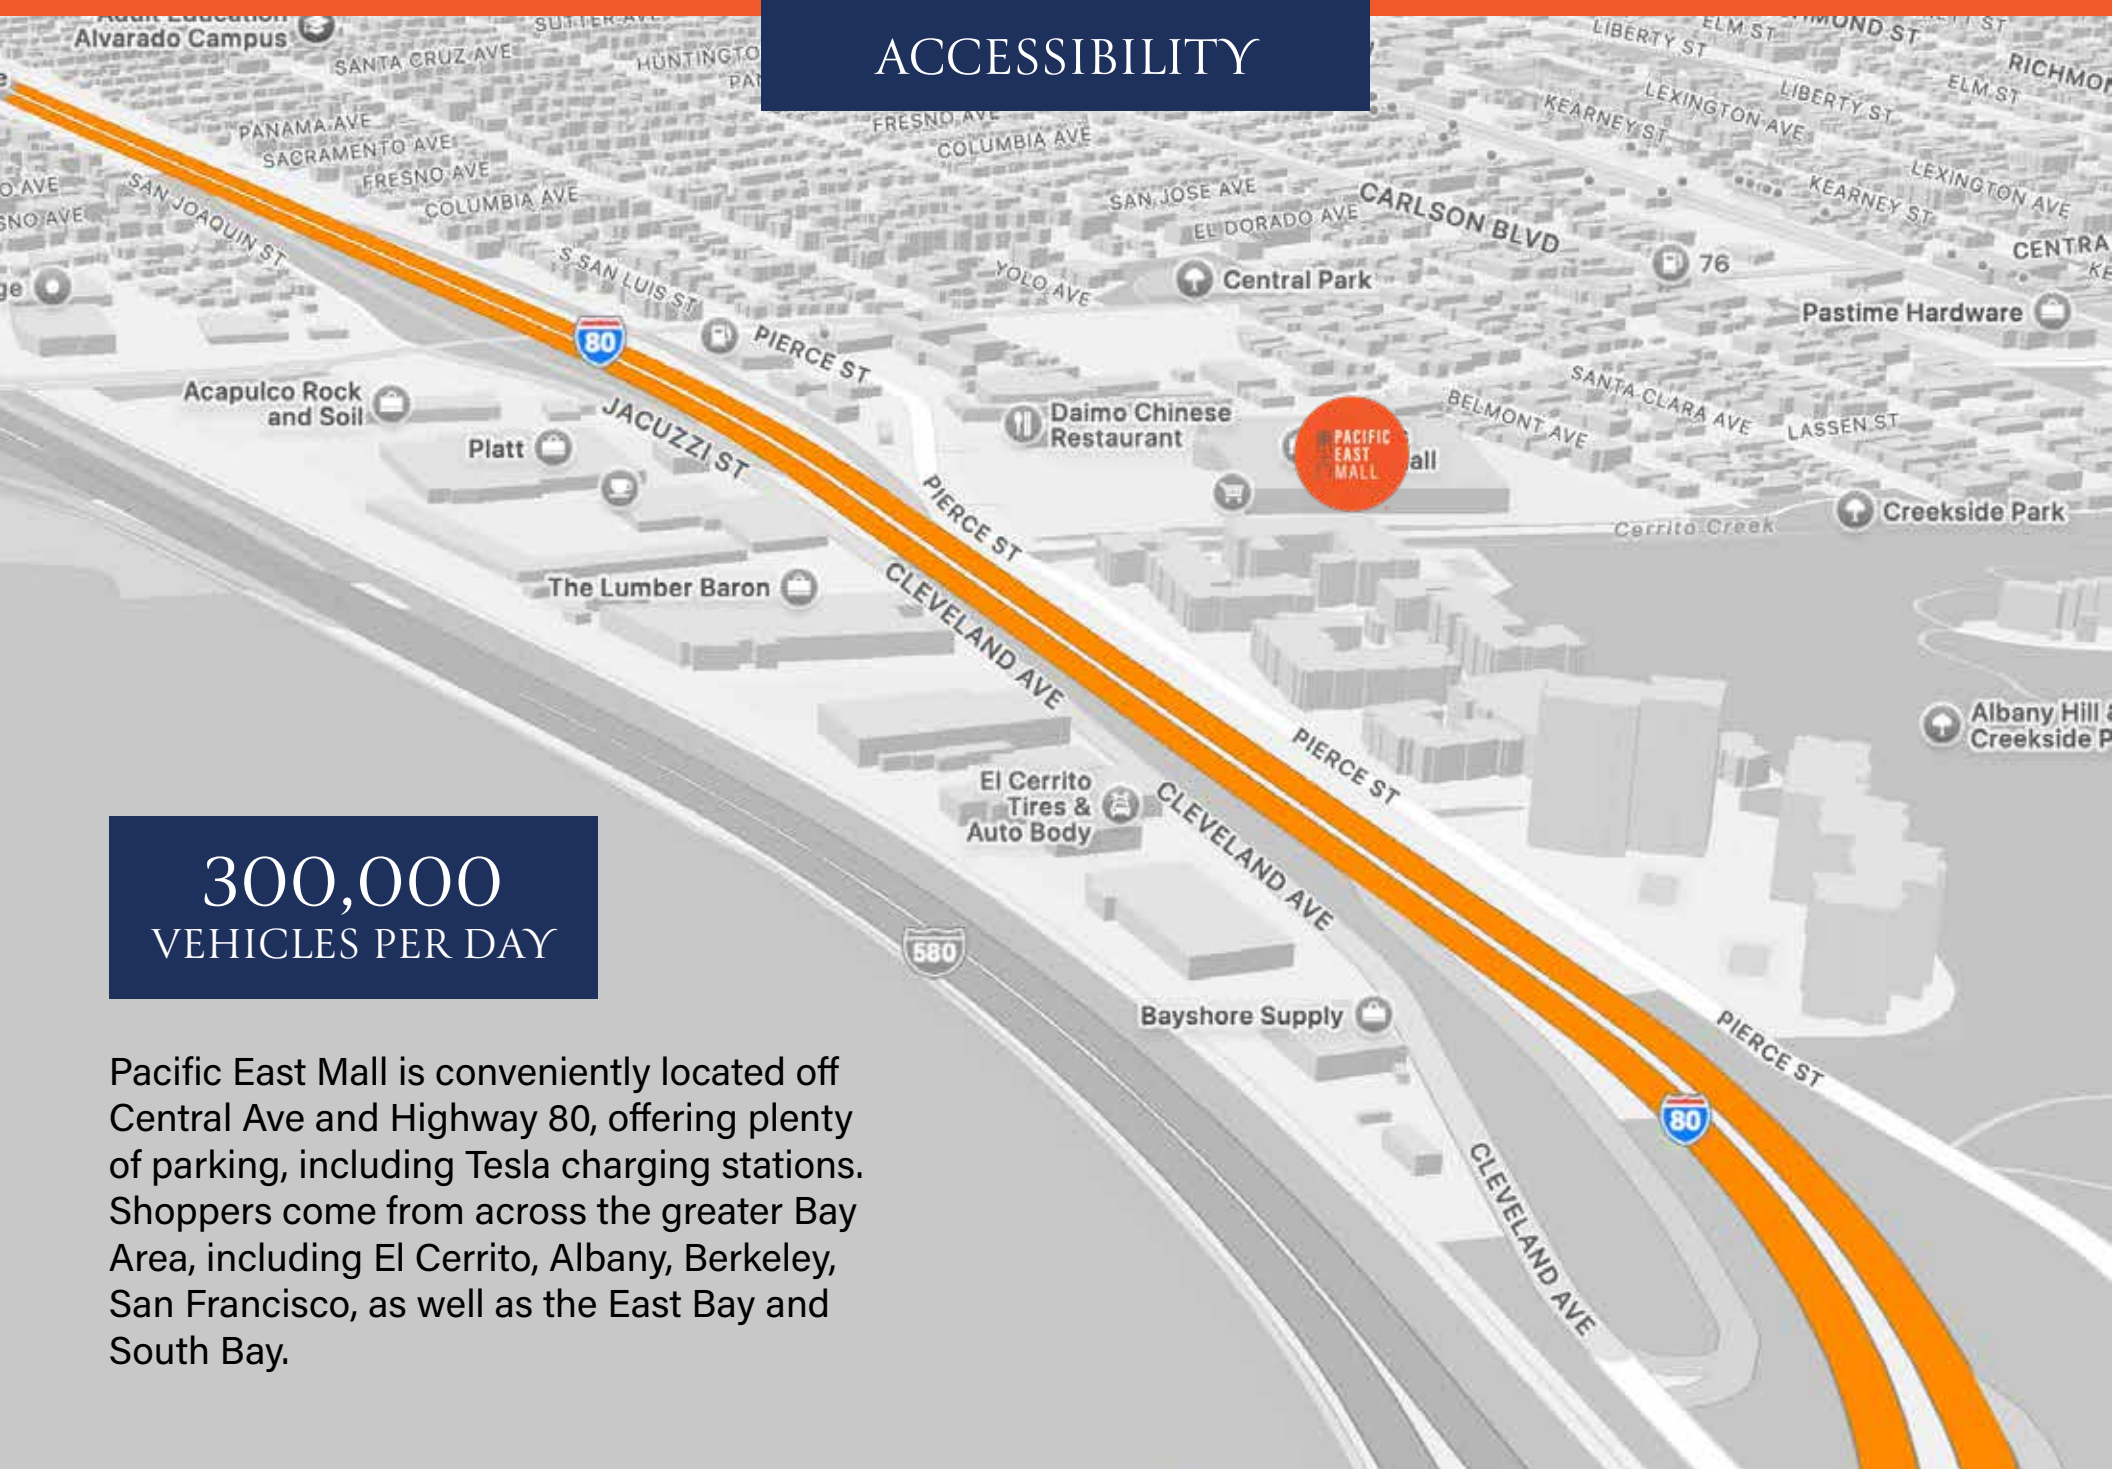 ACCESSIBILITY
Alvarado Campus
SANTA CRUZ AVE
LIBERTY ST
ELM ST
ELM ST
PANAMA AVE
SACRAMENTO AVE
FRESNO AVE
COLUMBIA AVE
FRESNO AVE
COLUMBIA AVE
KEARNEY ST
LEXINGTON AVE
LIBERTY ST
SAN JOAQUIN ST
SAN JOSE AVE
EL DORADO AVE
CARLSON BLVD
KEARNEY ST
LEXINGTON AVE
S SAN LUIS ST
YOLO AVE
Central Park
76
Pastime Hardware
80
PIERCE ST
Acapulco Rock
and Soil
Platt
JACUZZI ST
Daimo Chinese
Restaurant
PACIFIC
EAST
MALL
all
BELMONT AVE
SANTA CLARA AVE
LASSEN ST
PIERCE ST
Cerrito Creek
Creekside Park
The Lumber Baron
CLEVELAND AVE
Albany Hill
Creekside P
PIERCE ST
El Cerrito
Tires &
Auto Body
CLEVELAND AVE
300,000
VEHICLES PER DAY
580
Bayshore Supply
PIERCE ST
80
CLEVELAND AVE
Pacific East Mall is conveniently located off
Central Ave and Highway 80, offering plenty
of parking, including Tesla charging stations.
Shoppers come from across the greater Bay
Area, including El Cerrito, Albany, Berkeley,
San Francisco, as well as the East Bay and
South Bay.